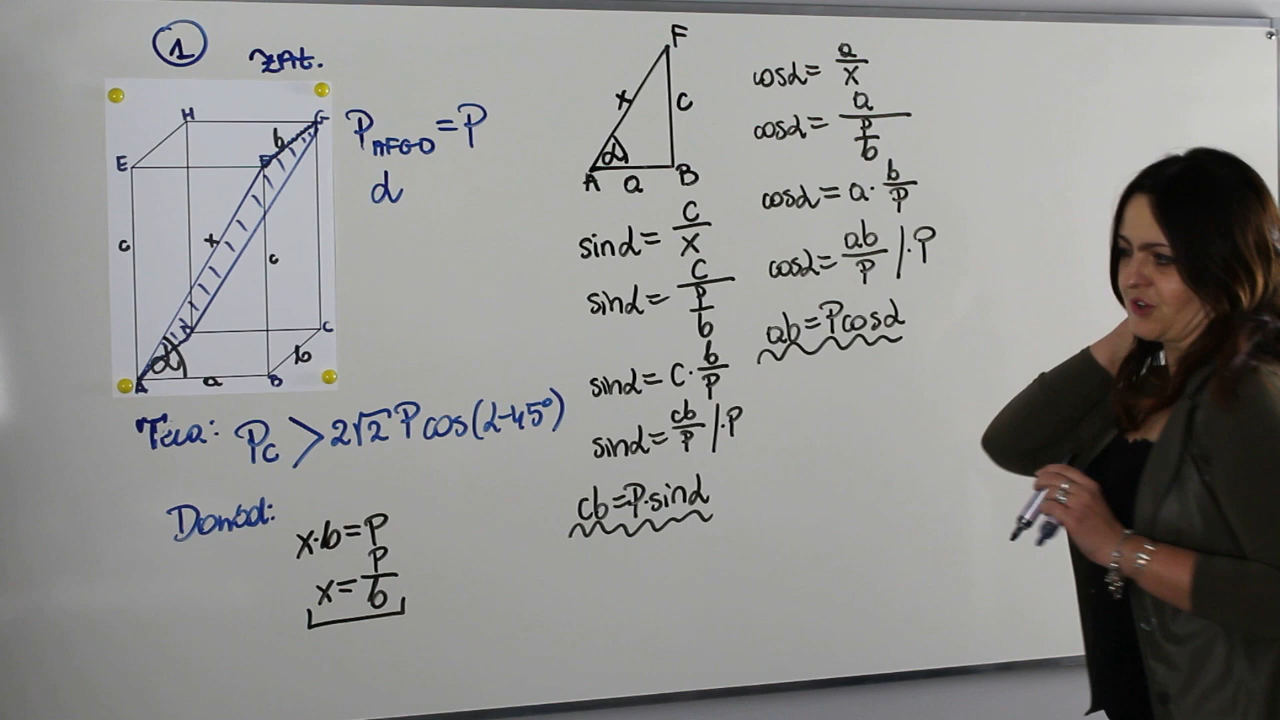 1 ZAŁ.
H
G
b
E
F
x
c
c
D
C
α
b
A
a
B
P_AFGD = P
α
Teza: P_C > 2√2 P cos(α-45°)
Dowód:
x·b=P
x=P/b
F
x
c
α
A
a
B
sinα=c/x
sinα=c/(P/b)
sinα=c·b/P
sinα=cb/P /·P
cb=P·sinα
cosα=a/x
cosα=a/(P/b)
cosα=a·b/P
cosα=ab/P /·P
ab=Pcosα